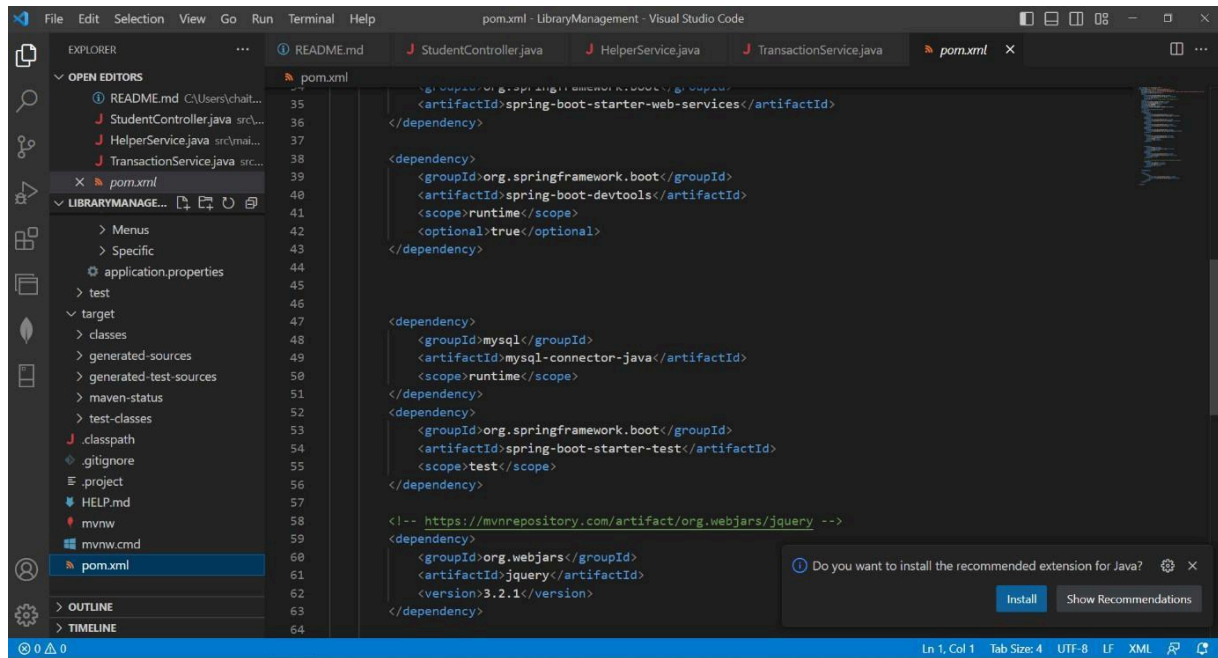 File Edit Selection View Go Run Terminal Help
pom.xml - LibraryManagement - Visual Studio Code
EXPLORER
OPEN EDITORS
README.md C:\Users\chait...
StudentController.java src\...
HelperService.java src\mai...
TransactionService.java src...
pom.xml
LIBRARYMANAGE...
Menus
Specific
application.properties
test
target
classes
generated-sources
generated-test-sources
maven-status
test-classes
.classpath
.gitignore
.project
HELP.md
mvnw
mvnw.cmd
pom.xml
OUTLINE
TIMELINE
README.md StudentController.java HelperService.java TransactionService.java pom.xml
pom.xml
34 <groupId>org.springframework.boot</groupId>
35 <artifactId>spring-boot-starter-web-services</artifactId>
36 </dependency>
37
38 <dependency>
39 <groupId>org.springframework.boot</groupId>
40 <artifactId>spring-boot-devtools</artifactId>
41 <scope>runtime</scope>
42 <optional>true</optional>
43 </dependency>
44
45
46
47 <dependency>
48 <groupId>mysql</groupId>
49 <artifactId>mysql-connector-java</artifactId>
50 <scope>runtime</scope>
51 </dependency>
52 <dependency>
53 <groupId>org.springframework.boot</groupId>
54 <artifactId>spring-boot-starter-test</artifactId>
55 <scope>test</scope>
56 </dependency>
57
58 <!-- https://mvnrepository.com/artifact/org.webjars/jquery -->
59 <dependency>
60 <groupId>org.webjars</groupId>
61 <artifactId>jquery</artifactId>
62 <version>3.2.1</version>
63 </dependency>
64
Do you want to install the recommended extension for Java?
Install Show Recommendations
0 0
Ln 1, Col 1 Tab Size: 4 UTF-8 LF XML